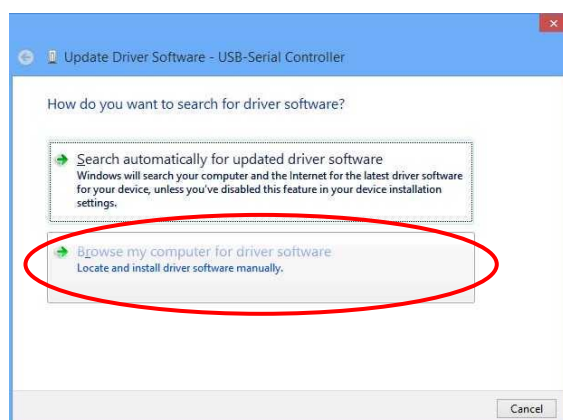 Update Driver Software - USB-Serial Controller
How do you want to search for driver software?
Search automatically for updated driver software
Windows will search your computer and the Internet for the latest driver software
for your device, unless you've disabled this feature in your device installation
settings.
Browse my computer for driver software
Locate and install driver software manually.
Cancel